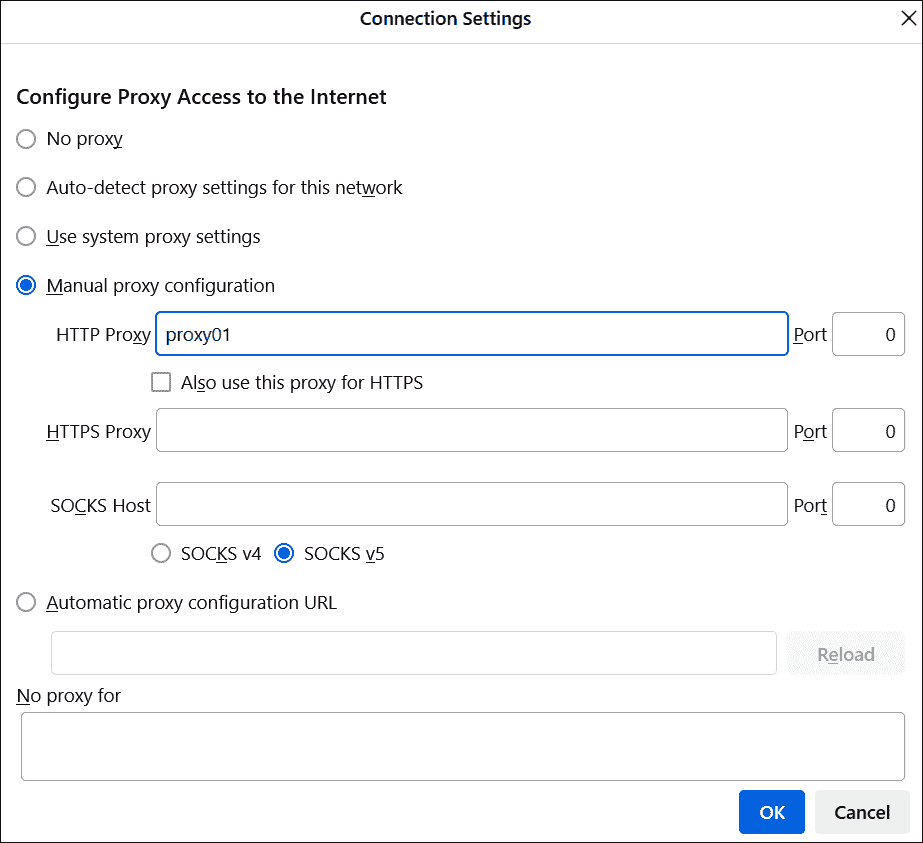 Connection Settings
Configure Proxy Access to the Internet
No proxy
Auto-detect proxy settings for this network
Use system proxy settings
Manual proxy configuration
HTTP Proxy proxy01 Port 0
Also use this proxy for HTTPS
HTTPS Proxy Port 0
SOCKS Host Port 0
SOCKS v4 SOCKS v5
Automatic proxy configuration URL
Reload
No proxy for
OK Cancel